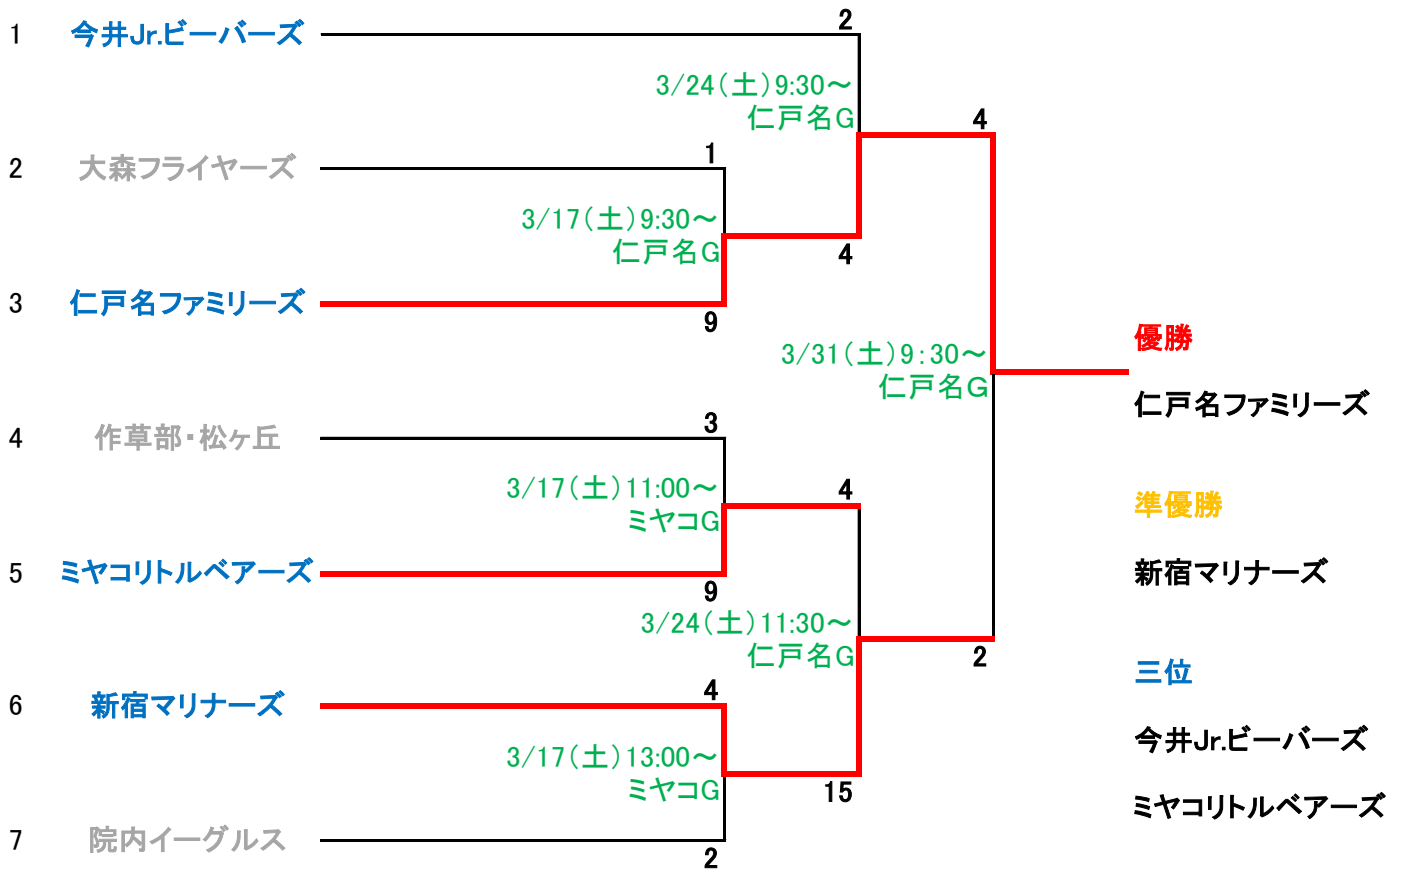 1 今井Jr.ビーバーズ 2
3/24(土)9:30～
仁戸名G
4
2 大森フライヤーズ 1
3/17(土)9:30～
仁戸名G
4
3 仁戸名ファミリーズ 9
優勝
3/31(土)9:30～
仁戸名G
仁戸名ファミリーズ
4 作草部・松ヶ丘 3
3/17(土)11:00～
ミヤコG
4
準優勝
5 ミヤコリトルベアーズ 9
新宿マリナーズ
3/24(土)11:30～
仁戸名G
2
三位
6 新宿マリナーズ 4
今井Jr.ビーバーズ
3/17(土)13:00～
ミヤコG
15
ミヤコリトルベアーズ
7 院内イーグルス 2